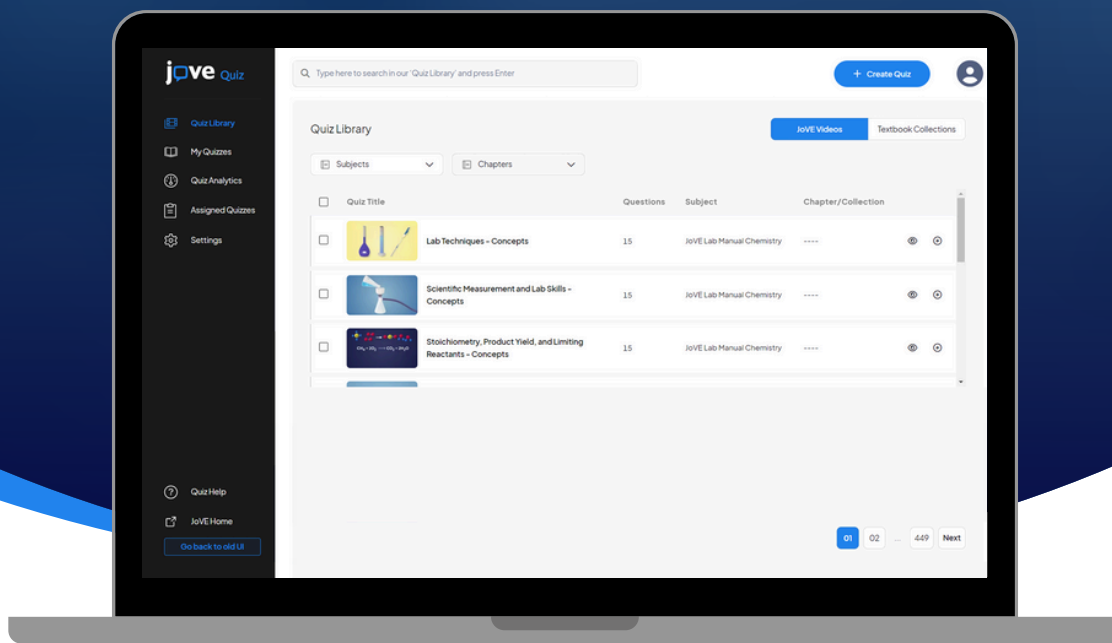 jove Quiz
Type here to search in our 'Quiz Library' and press Enter
+ Create Quiz
Quiz Library
My Quizzes
Quiz Analytics
Assigned Quizzes
Settings
Quiz Help
JoVE Home
Go back to old UI
Quiz Library
JoVE Videos
Textbook Collections
Subjects
Chapters
Quiz Title
Questions
Subject
Chapter/Collection
Lab Techniques - Concepts
15
JoVE Lab Manual Chemistry
----
Scientific Measurement and Lab Skills -
Concepts
15
JoVE Lab Manual Chemistry
----
Stoichiometry, Product Yield, and Limiting
Reactants - Concepts
15
JoVE Lab Manual Chemistry
----
01
02
...
449
Next